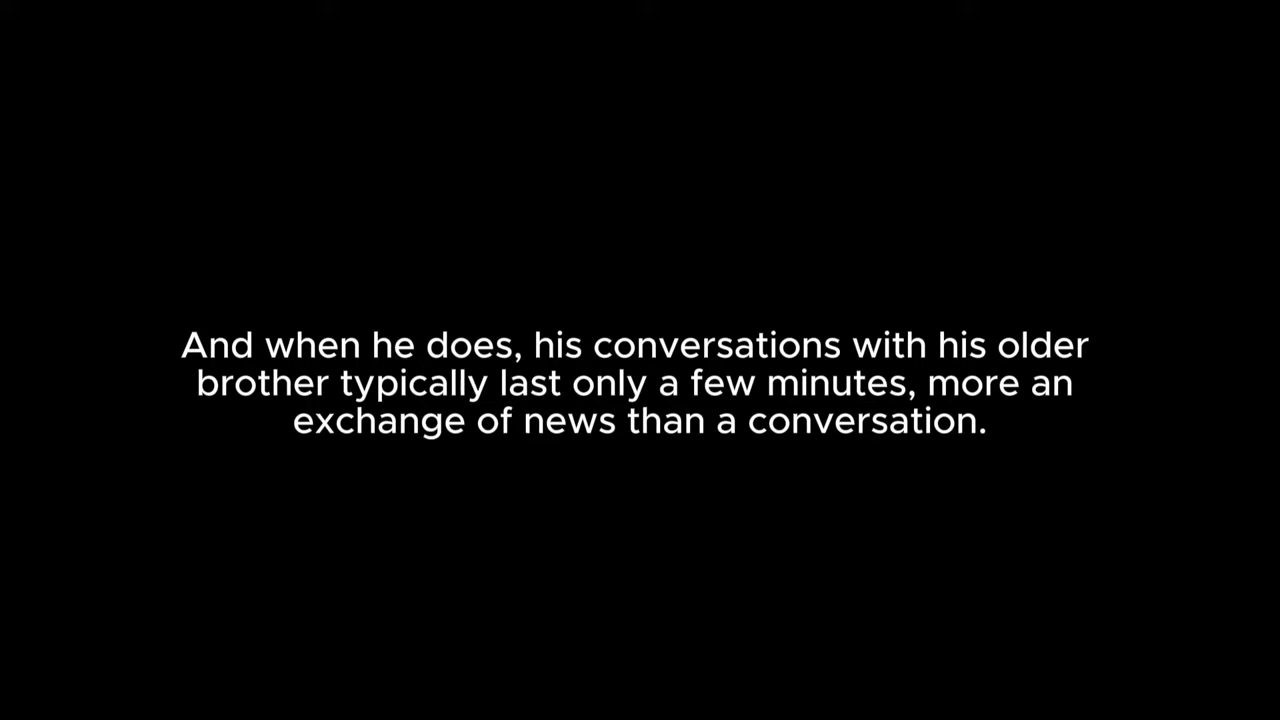 And when he does, his conversations with his older
brother typically last only a few minutes, more an
exchange of news than a conversation.